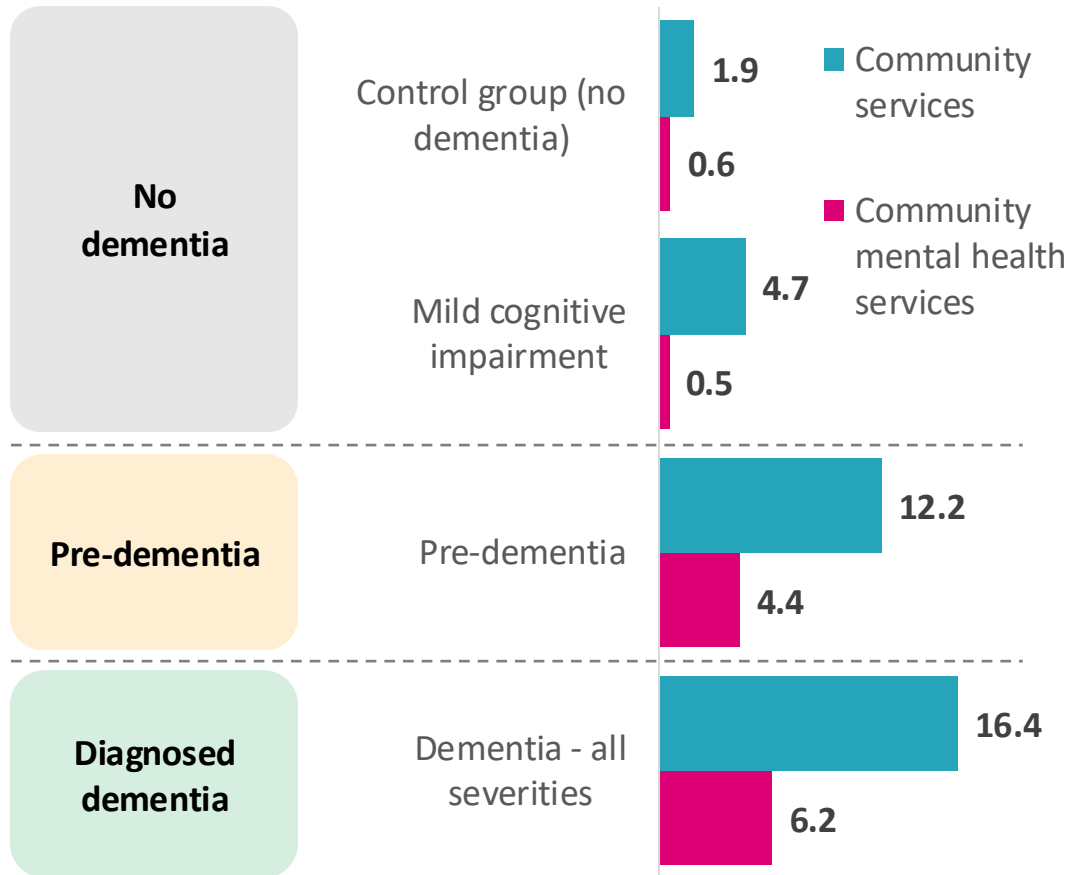 No
dementia
Control group (no
dementia)
1.9
0.6
Community
services
Community
mental health
services
Mild cognitive
impairment
4.7
0.5
Pre-dementia
Pre-dementia
12.2
4.4
Diagnosed
dementia
Dementia - all
severities
16.4
6.2